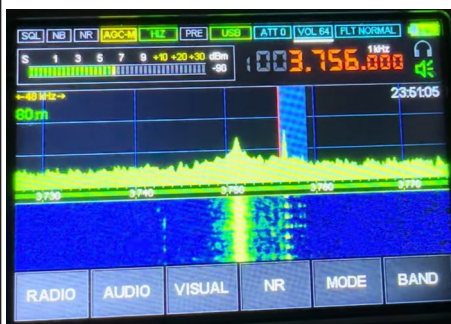 SQL NB NR AGC-M HiZ PRE USB ATT 0 VOL 64 FLT NORMAL
S 1 3 5 7 9 +10 +20 +30 dBm
-90
1kHz
3.756.000
←48 kHz→
23:51:05
80m
3,730 3,740 3,750 3,760 3,770
RADIO AUDIO VISUAL NR MODE BAND